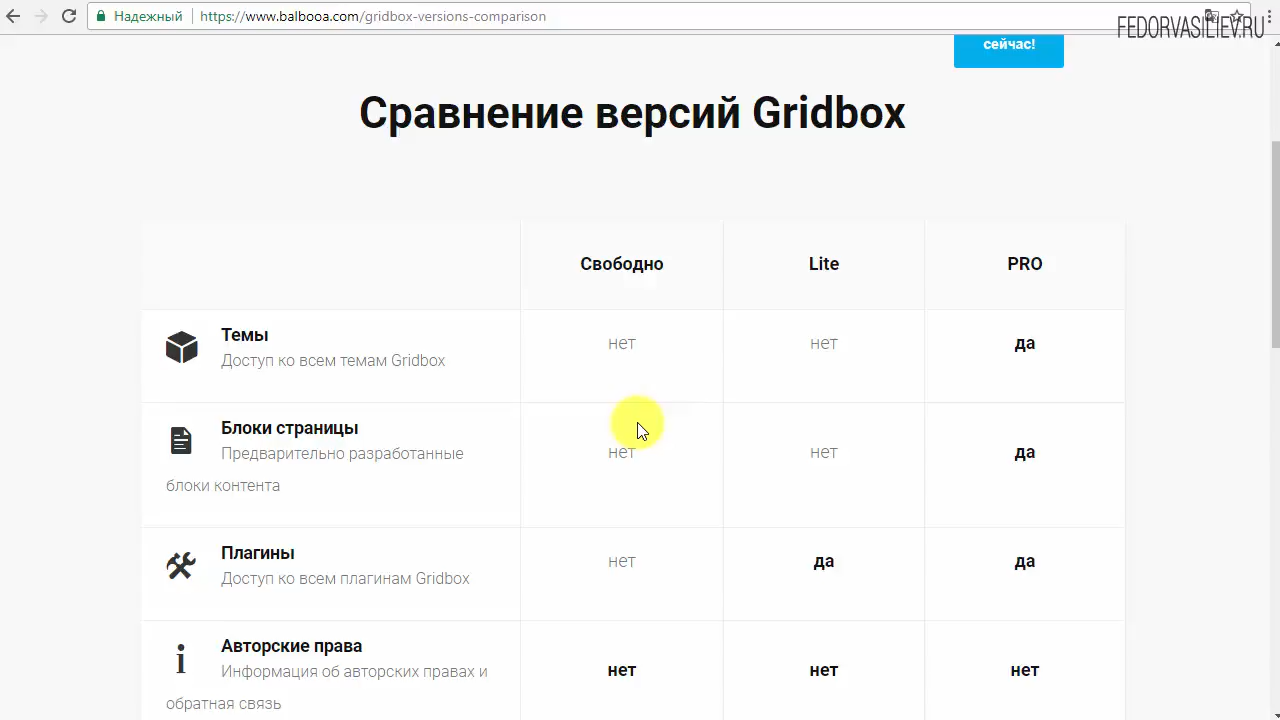 Надежный https://www.balbooa.com/gridbox-versions-comparison
FEDORVASILIEV.RU
сейчас!
Сравнение версий Gridbox
Свободно Lite PRO
Темы
Доступ ко всем темам Gridbox
нет нет да
Блоки страницы
Предварительно разработанные
блоки контента
нет нет да
Плагины
Доступ ко всем плагинам Gridbox
нет да да
Авторские права
Информация об авторских правах и
обратная связь
нет нет нет